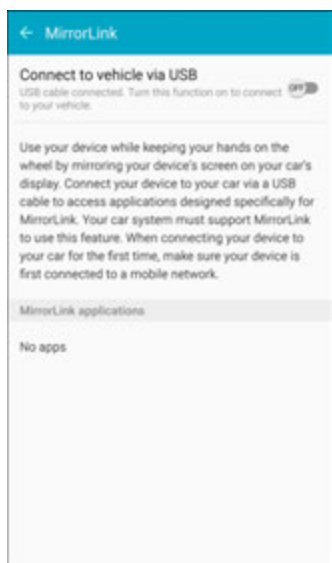 MirrorLink
Connect to vehicle via USB
USB cable connected. Turn this function on to connect
to your vehicle.
OFF
Use your device while keeping your hands on the
wheel by mirroring your device's screen on your car's
display. Connect your device to your car via a USB
cable to access applications designed specifically for
MirrorLink. Your car system must support MirrorLink
to use this feature. When connecting your device to
your car for the first time, make sure your device is
first connected to a mobile network.
MirrorLink applications
No apps